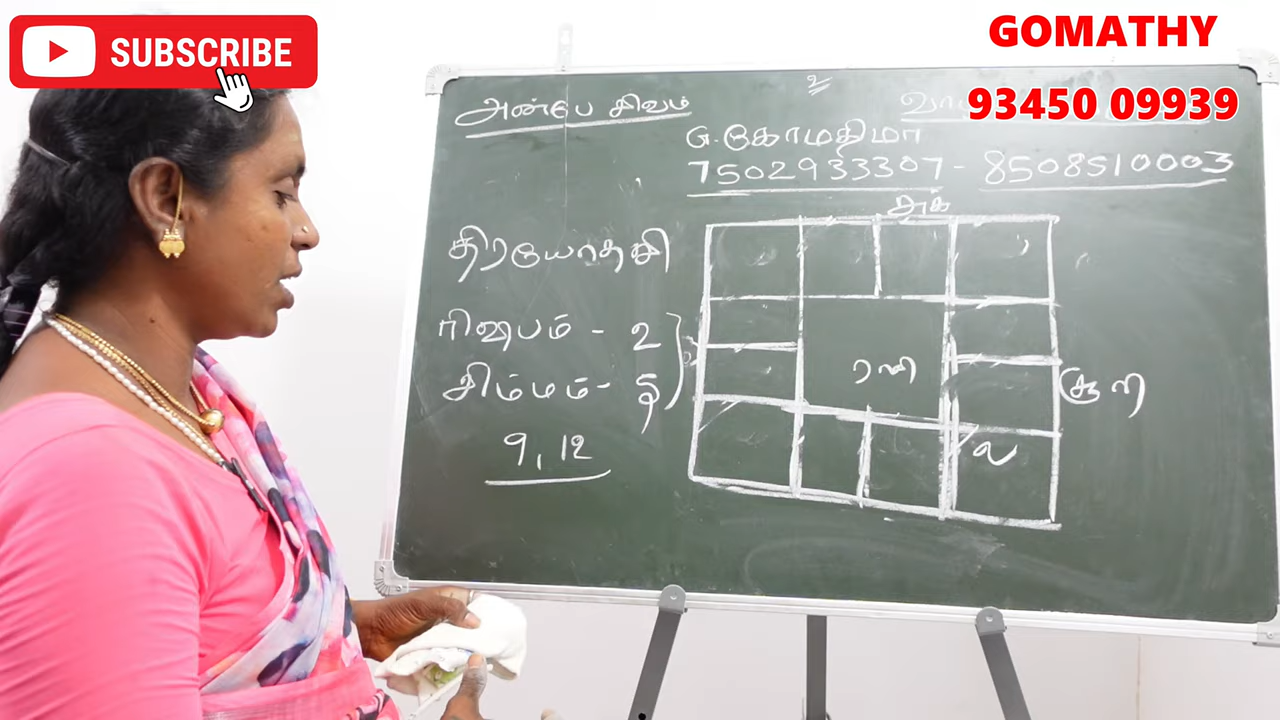 SUBSCRIBE
GOMATHY
93450 09939
உ
அன்பே சிவம்
G.கோமதிமா
7502933307 - 8508510003
திரயோதசி
ரிஷபம் - 2
சிம்மம் - 5
9, 12
ராசி
சூரி
ல